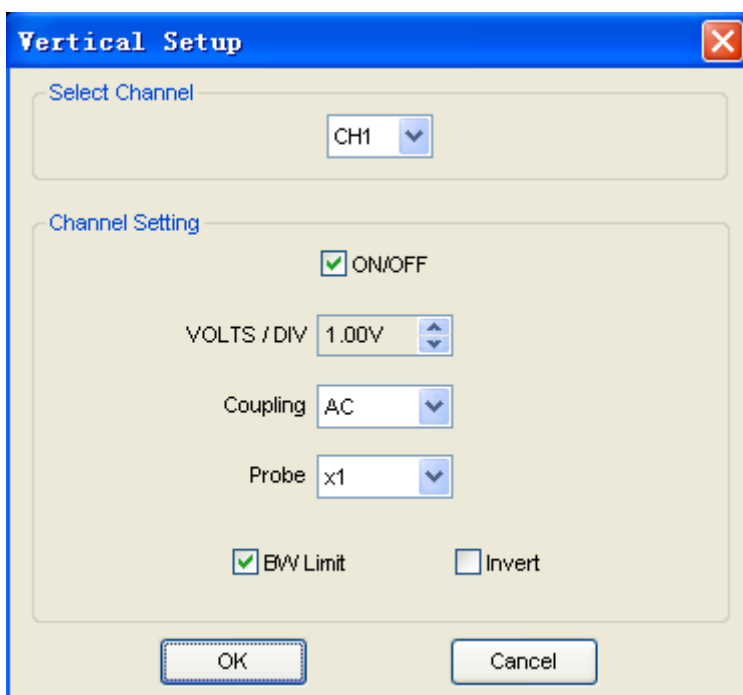 Vertical Setup
Select Channel
CH1
Channel Setting
ON/OFF
VOLTS / DIV 1.00V
Coupling AC
Probe x1
BW Limit Invert
OK Cancel